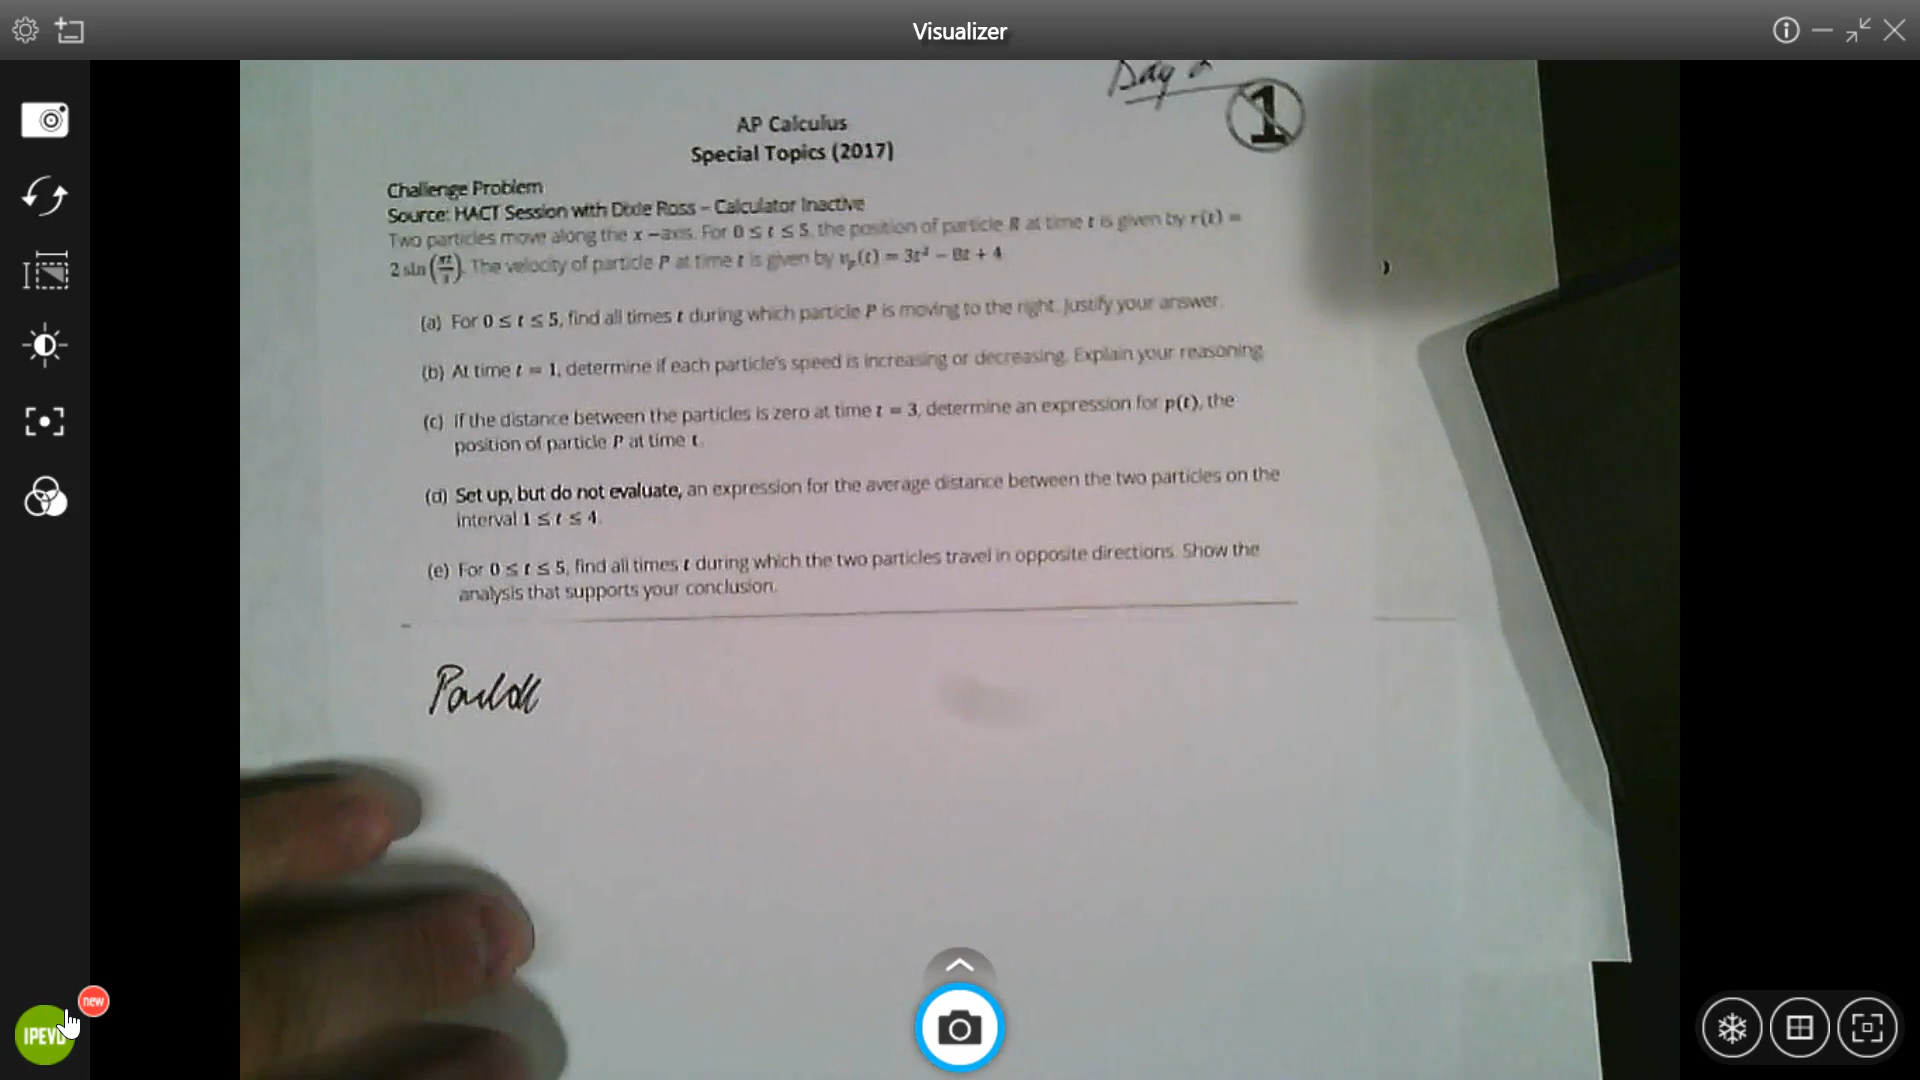 Visualizer
Day 2
1
AP Calculus
Special Topics (2017)
Challenge Problem
Source: HACT Session with Dixie Ross – Calculator Inactive
Two particles move along the x –axis. For 0 ≤ t ≤ 5, the position of particle R at time t is given by r(t) =
2 sin. The velocity of particle P at time t is given by vₚ(t) = 3t² – 8t + 4
(a) For 0 ≤ t ≤ 5, find all times t during which particle P is moving to the right. Justify your answer.
(b) At time t = 1, determine if each particle's speed is increasing or decreasing. Explain your reasoning
(c) If the distance between the particles is zero at time t = 3, determine an expression for p(t), the
position of particle P at time t.
(d) Set up, but do not evaluate, an expression for the average distance between the two particles on the
interval 1 ≤ t ≤ 4.
(e) For 0 ≤ t ≤ 5, find all times t during which the two particles travel in opposite directions. Show the
analysis that supports your conclusion.
new
IPEVO